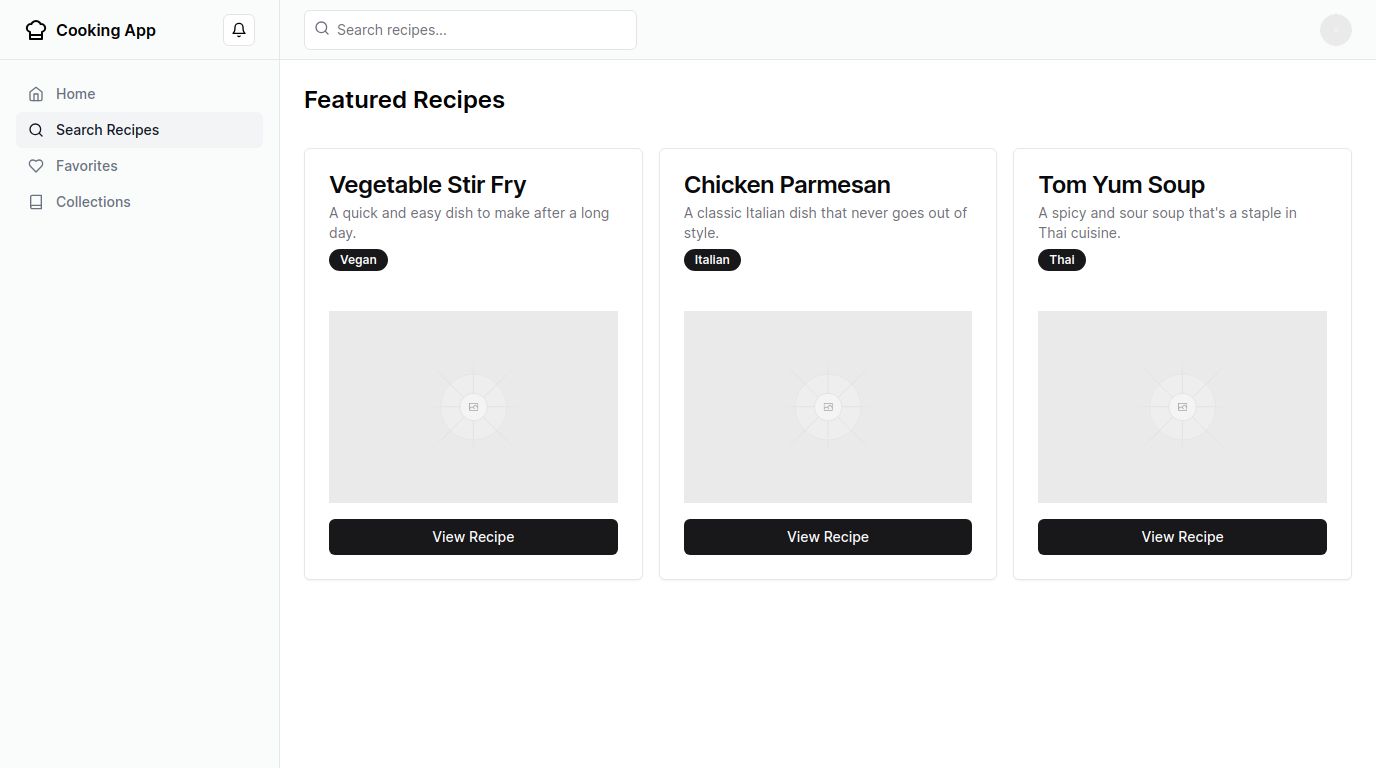 Cooking App
Search recipes...
Home
Search Recipes
Favorites
Collections
Featured Recipes
Vegetable Stir Fry
A quick and easy dish to make after a long
day.
Vegan
View Recipe
Chicken Parmesan
A classic Italian dish that never goes out of
style.
Italian
View Recipe
Tom Yum Soup
A spicy and sour soup that's a staple in
Thai cuisine.
Thai
View Recipe